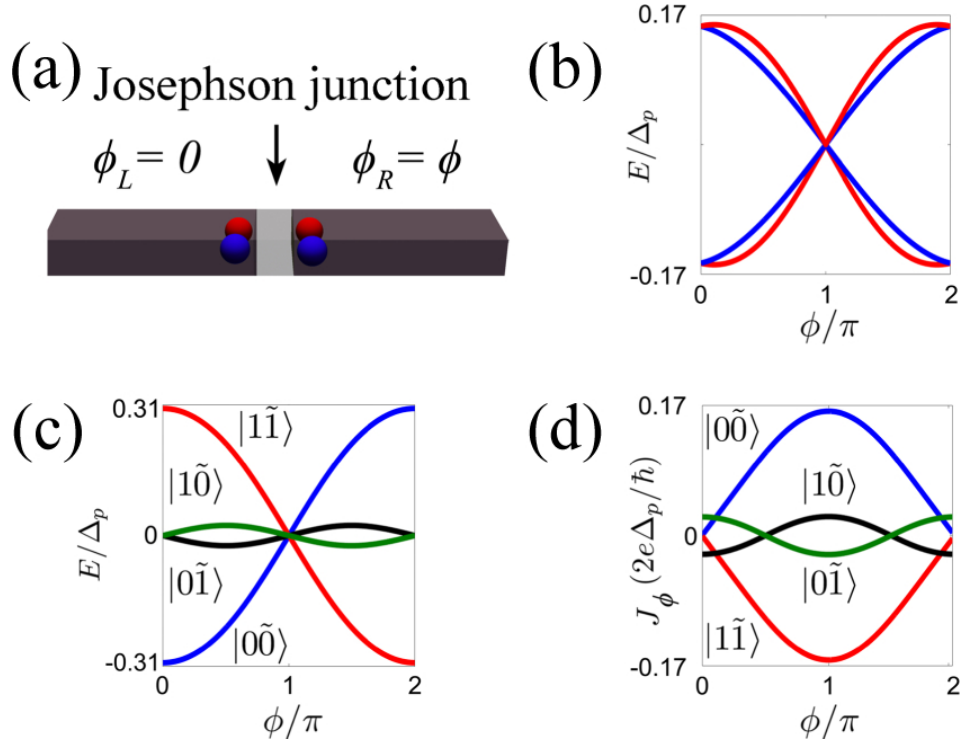 (a)
Josephson junction
ϕ_L = 0
ϕ_R = ϕ
(b)
0.17
E/Δ_p
-0.17
0 1 2
ϕ/π
(c)
0.31
E/Δ_p
0
-0.31
|11̃⟩
|10̃⟩
|01̃⟩
|00̃⟩
0 1 2
ϕ/π
(d)
0.17
J_ϕ(2eΔ_p/ℏ)
0
-0.17
|00̃⟩
|10̃⟩
|01̃⟩
|11̃⟩
0 1 2
ϕ/π